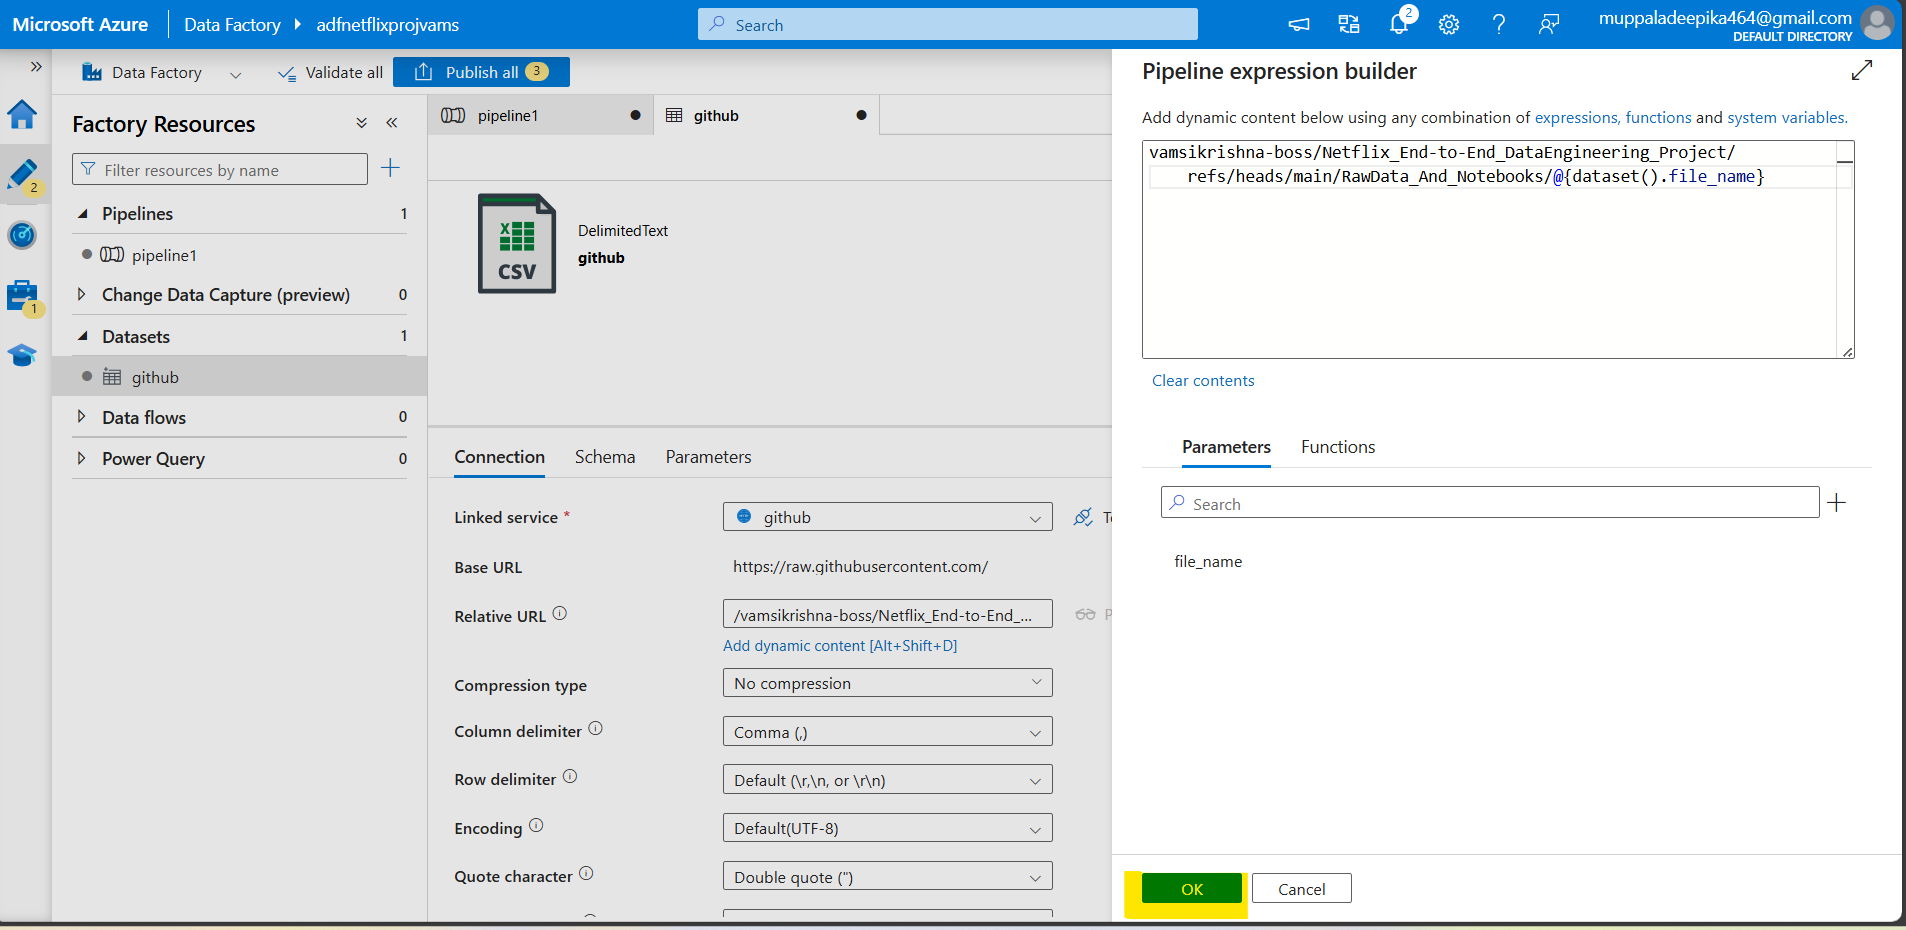 Microsoft Azure
Data Factory
adfnetflixprojvams
Search
2
muppaladeepika464@gmail.com
DEFAULT DIRECTORY
Data Factory
Validate all
Publish all
3
Factory Resources
Filter resources by name
2
1
Pipelines
1
pipeline1
Change Data Capture (preview)
0
Datasets
1
github
Data flows
0
Power Query
0
pipeline1
github
X
CSV
DelimitedText
github
Connection
Schema
Parameters
Linked service *
github
Base URL
https://raw.githubusercontent.com/
Relative URL
/vamsikrishna-boss/Netflix_End-to-End_...
Add dynamic content [Alt+Shift+D]
Compression type
No compression
Column delimiter
Comma (,)
Row delimiter
Default (\r,\n, or \r\n)
Encoding
Default(UTF-8)
Quote character
Double quote (")
Pipeline expression builder
Add dynamic content below using any combination of expressions, functions and system variables.
vamsikrishna-boss/Netflix_End-to-End_DataEngineering_Project/
refs/heads/main/RawData_And_Notebooks/@{dataset().file_name}
Clear contents
Parameters
Functions
Search
file_name
OK
Cancel